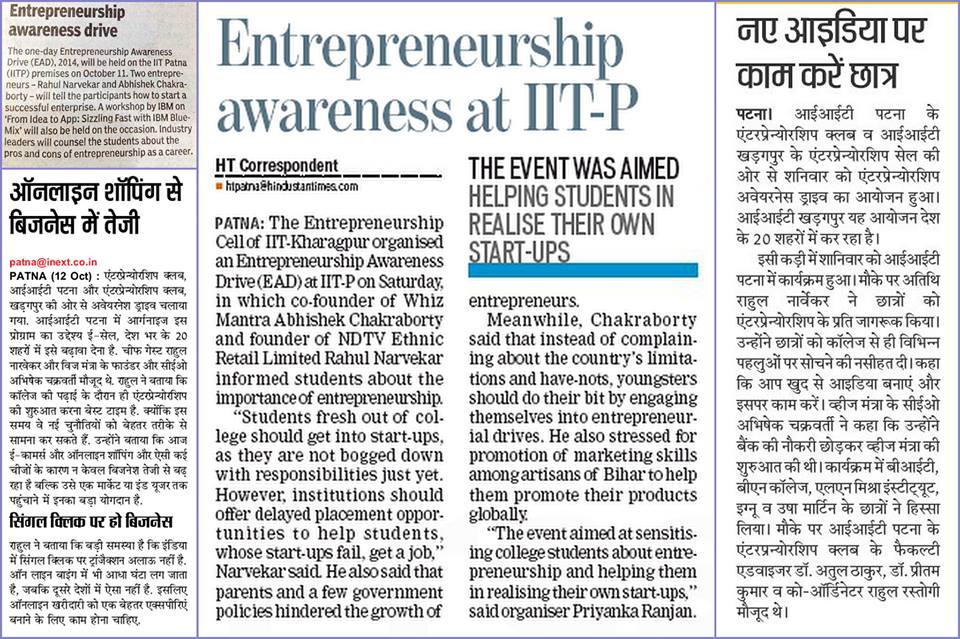 Entrepreneurship
awareness drive
The one-day Entrepreneurship Awareness
Drive (EAD), 2014, will be held on the IIT Patna
(IITP) premises on October 11. Two entrepre-
neurs – Rahul Narvekar and Abhishek Chakra-
borty – will tell the participants how to start a
successful enterprise. A workshop by IBM on
'From Idea to App: Sizzling Fast with IBM Blue-
Mix' will also be held on the occasion. Industry
leaders will counsel the students about the
pros and cons of entrepreneurship as a career.
ऑनलाइन शॉपिंग से
बिजनेस में तेजी
patna@inext.co.in
PATNA (12 Oct) : एंटरप्रेन्योरशिप क्लब,
आईआईटी पटना और एंटरप्रेन्योरशिप क्लब,
खड़गपुर की ओर से अवेयरनेश ड्राइव चलाया
गया. आईआईटी पटना में आर्गनाइज इस
प्रोग्राम का उद्देश्य ई-सेल, देश भर के 20
शहरों में इसे बढ़ावा देना है. चीफ गेस्ट राहुल
नारवेकर और विज मंत्रा के फाउंडर और सीईओ
अभिषेक चक्रवर्ती मौजूद थे. राहुल ने बताया कि
कॉलेज की पढ़ाई के दौरान ही एंटरप्रेन्योरशिप
की शुरुआत करना बेस्ट टाइम है. क्योंकि इस
समय वे नई चुनौतियों को बेहतर तरीके से
सामना कर सकते हैं. उन्होंने बताया कि आज
ई-कामर्स और ऑनलाइन शॉपिंग और ऐसी कई
चीजों के कारण न केवल बिजनेश तेजी से बढ़
रहा है बल्कि उसे एक मार्केट या इंड यूजर तक
पहुंचाने में इनका बड़ा योगदान है.
सिंगल क्लिक पर हो बिजनेस
राहुल ने बताया कि बड़ी समस्या है कि इंडिया
में सिंगल क्लिक पर ट्रांजैक्शन अलाऊ नहीं है.
ऑन लाइन बाइंग में भी आधा घंटा लग जाता
है, जबकि दूसरे देशों में ऐसा नहीं है. इसलिए
ऑनलाइन खरीदारी को एक बेहतर एक्सपीरिएं
बनाने के लिए काम होना चाहिए.
Entrepreneurship
awareness at IIT-P
HT Correspondent
htpatna@hindustantimes.com
PATNA: The Entrepreneurship
Cell of IIT-Kharagpur organised
an Entrepreneurship Awareness
Drive (EAD) at IIT-P on Saturday,
in which co-founder of Whiz
Mantra Abhishek Chakraborty
and founder of NDTV Ethnic
Retail Limited Rahul Narvekar
informed students about the
importance of entrepreneurship.
"Students fresh out of col-
lege should get into start-ups,
as they are not bogged down
with responsibilities just yet.
However, institutions should
offer delayed placement oppor-
tunities to help students,
whose start-ups fail, get a job,"
Narvekar said. He also said that
parents and a few government
policies hindered the growth of
THE EVENT WAS AIMED
HELPING STUDENTS IN
REALISE THEIR OWN
START-UPS
entrepreneurs.
Meanwhile, Chakraborty
said that instead of complain-
ing about the country's limita-
tions and have-nots, youngsters
should do their bit by engaging
themselves into entrepreneur-
ial drives. He also stressed for
promotion of marketing skills
among artisans of Bihar to help
them promote their products
globally.
"The event aimed at sensitis-
ing college students about entre-
preneurship and helping them
in realising their own start-ups,"
said organiser Priyanka Ranjan.
नए आइडिया पर
काम करें छात्र
पटना। आईआईटी पटना के
एंटरप्रेन्योरशिप क्लब व आईआईटी
खड़गपुर के एंटरप्रेन्योरशिप सेल की
ओर से शनिवार को एंटरप्रेन्योरशिप
अवेयरनेस ड्राइव का आयोजन हुआ।
आईआईटी खड़गपुर यह आयोजन देश
के 20 शहरों में कर रहा है।
इसी कड़ी में शनिवार को आईआईटी
पटना में कार्यक्रम हुआ। मौके पर अतिथि
राहुल नार्वेकर ने छात्रों को
एंटरप्रेन्योरशिप के प्रति जागरूक किया।
उन्होंने छात्रों को कॉलेज से ही विभिन्न
पहलुओं पर सोचने की नसीहत दी। कहा
कि आप खुद से आइडिया बनाएं और
इसपर काम करें। व्हीज मंत्रा के सीईओ
अभिषेक चक्रवर्ती ने कहा कि उन्होंने
बैंक की नौकरी छोड़कर व्हीज मंत्रा की
शुरुआत की थी। कार्यक्रम में बीआईटी,
बीएन कॉलेज, एलएन मिश्रा इंस्टीट्यूट,
इग्नू व उषा मार्टिन के छात्रों ने हिस्सा
लिया। मौके पर आईआईटी पटना के
एंटरप्रन्योरशिप क्लब के फैकल्टी
एडवाइजर डॉ. अतुल ठाकुर, डॉ. प्रीतम
कुमार व को-ऑर्डिनेटर राहुल रस्तोगी
मौजूद थे।